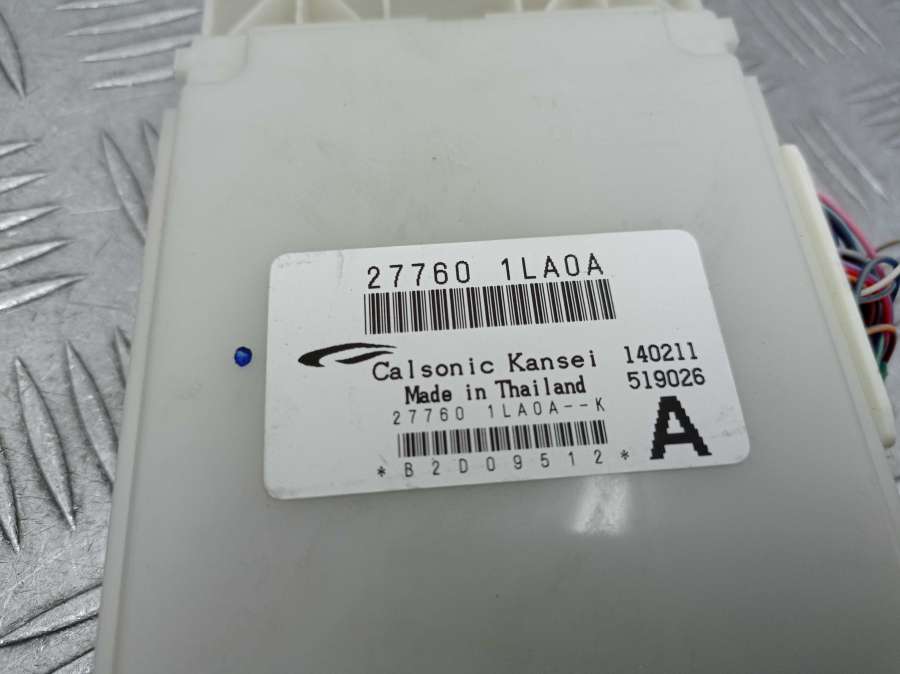 27760 1LA0A
Calsonic Kansei 140211
Made in Thailand 519026
27760 1LA0A--K
A
*B2D09512*